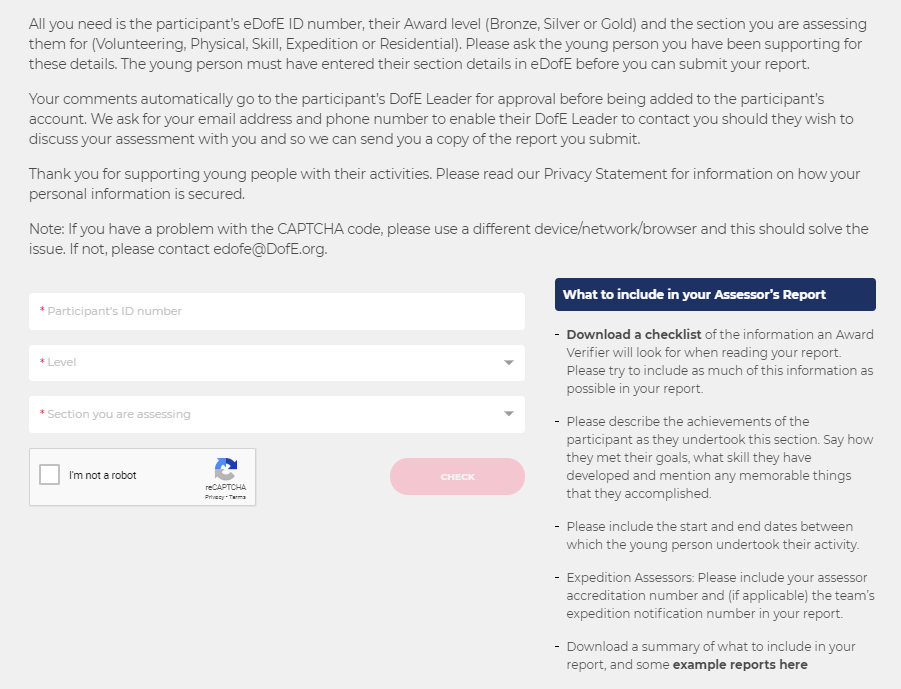 All you need is the participant's eDofE ID number, their Award level (Bronze, Silver or Gold) and the section you are assessing
them for (Volunteering, Physical, Skill, Expedition or Residential). Please ask the young person you have been supporting for
these details. The young person must have entered their section details in eDofE before you can submit your report.
Your comments automatically go to the participant's DofE Leader for approval before being added to the participant's
account. We ask for your email address and phone number to enable their DofE Leader to contact you should they wish to
discuss your assessment with you and so we can send you a copy of the report you submit.
Thank you for supporting young people with their activities. Please read our Privacy Statement for information on how your
personal information is secured.
Note: If you have a problem with the CAPTCHA code, please use a different device/network/browser and this should solve the
issue. If not, please contact edofe@DofE.org.
* Participant's ID number
* Level
* Section you are assessing
I'm not a robot
reCAPTCHA
Privacy - Terms
CHECK
What to include in your Assessor's Report
- Download a checklist of the information an Award
Verifier will look for when reading your report.
Please try to include as much of this information as
possible in your report.
- Please describe the achievements of the
participant as they undertook this section. Say how
they met their goals, what skill they have
developed and mention any memorable things
that they accomplished.
- Please include the start and end dates between
which the young person undertook their activity.
- Expedition Assessors: Please include your assessor
accreditation number and (if applicable) the team's
expedition notification number in your report.
- Download a summary of what to include in your
report, and some example reports here